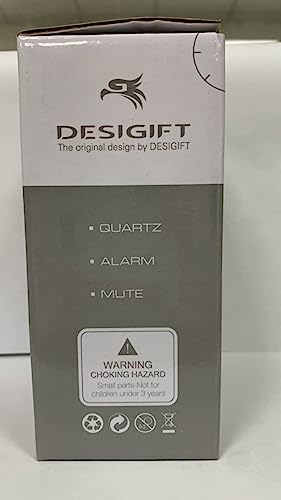 DESIGIFT
The original design by DESIGIFT
▪ QUARTZ
▪ ALARM
▪ MUTE
WARNING
CHOKING HAZARD
Small parts-Not for
children under 3 years